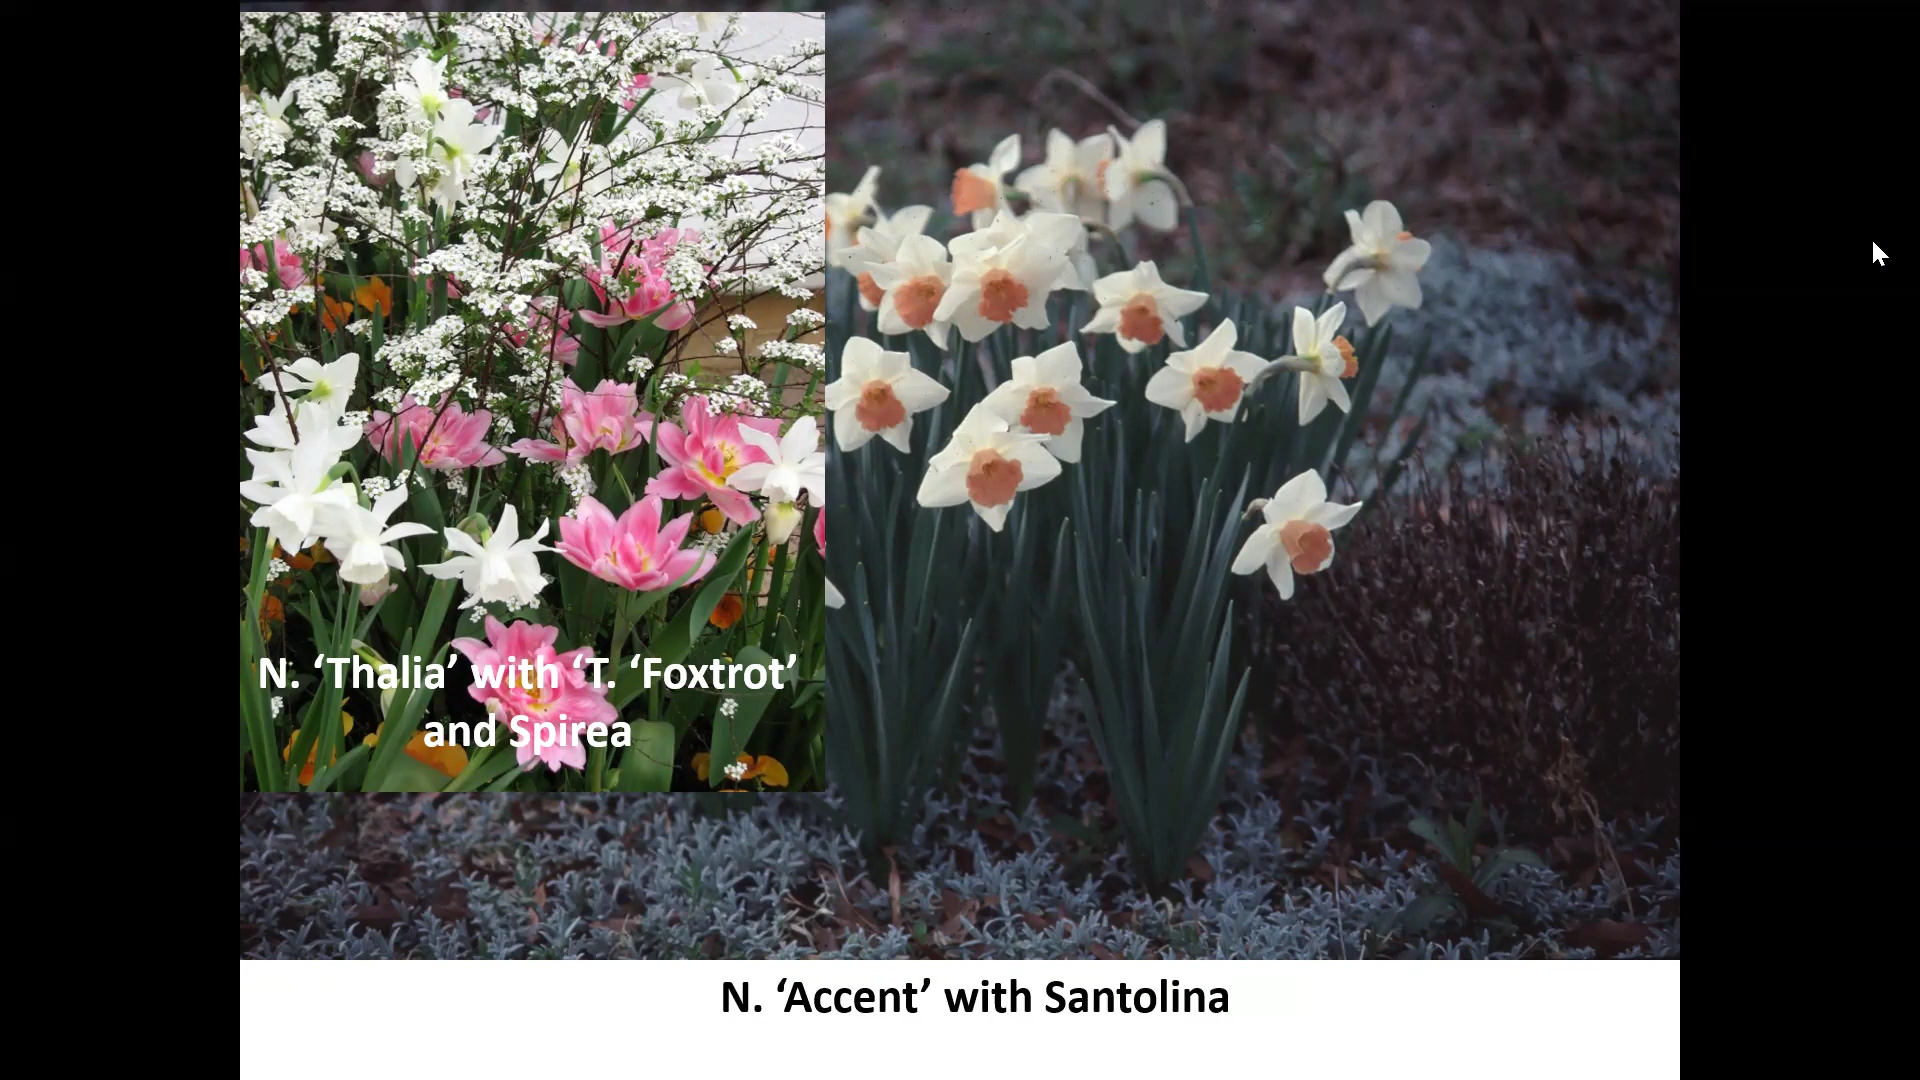 N. ‘Thalia’ with ‘T. ‘Foxtrot’
and Spirea
N. ‘Accent’ with Santolina